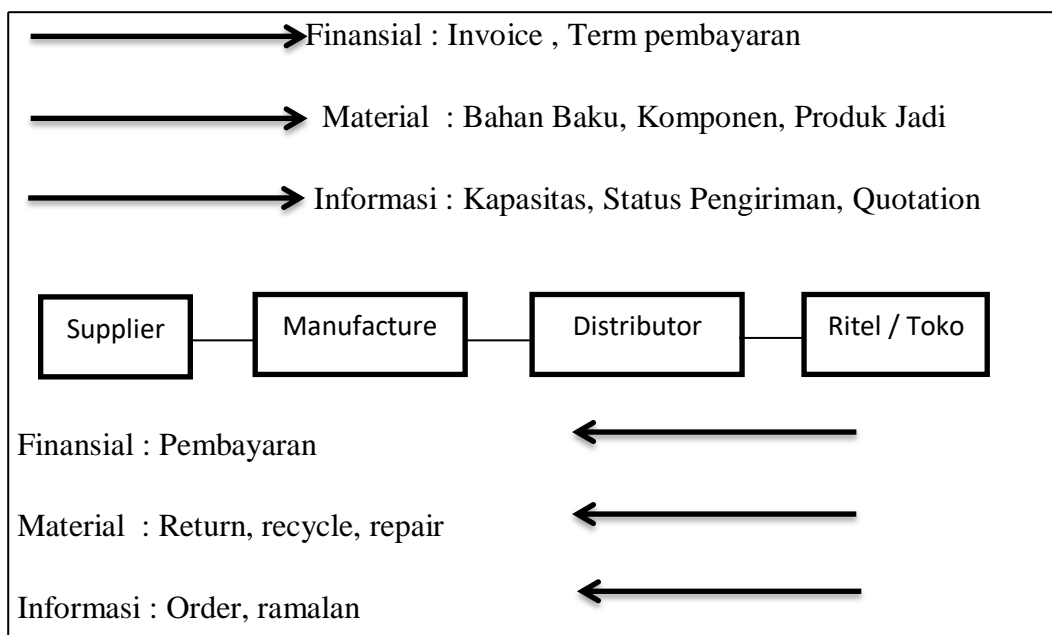 Finansial : Invoice , Term pembayaran
Material : Bahan Baku, Komponen, Produk Jadi
Informasi : Kapasitas, Status Pengiriman, Quotation
Supplier
Manufacture
Distributor
Ritel / Toko
Finansial : Pembayaran
Material : Return, recycle, repair
Informasi : Order, ramalan